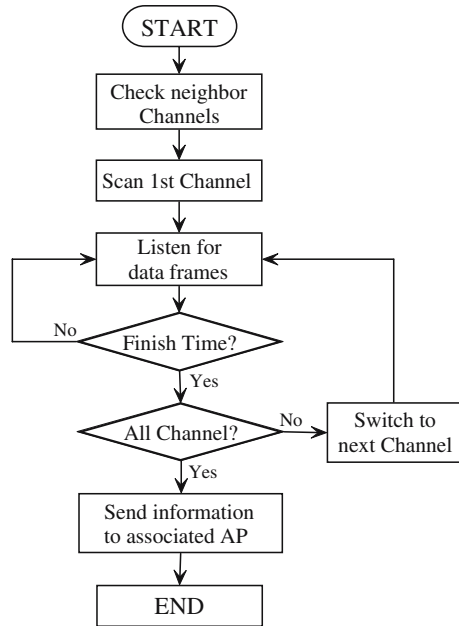 START
Check neighbor
Channels
Scan 1st Channel
Listen for
data frames
No
Finish Time?
Yes
All Channel?
No
Switch to
next Channel
Yes
Send information
to associated AP
END